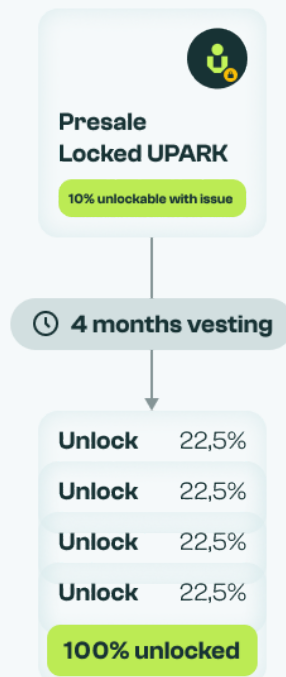 Presale
Locked UPARK
10% unlockable with issue
4 months vesting
Unlock 22,5%
Unlock 22,5%
Unlock 22,5%
Unlock 22,5%
100% unlocked